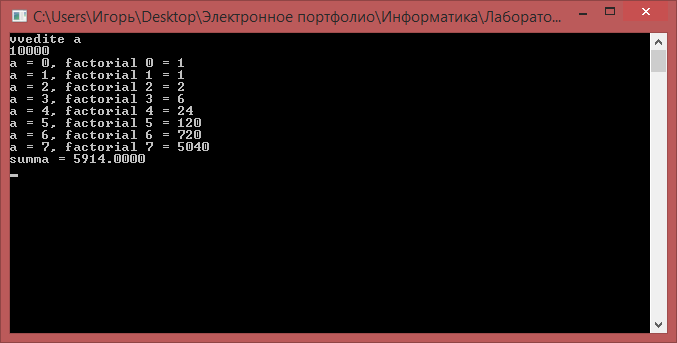 C:\Users\Игорь\Desktop\Электронное портфолио\Информатика\Лаборато...
vvedite a
10000
a = 0, factorial 0 = 1
a = 1, factorial 1 = 1
a = 2, factorial 2 = 2
a = 3, factorial 3 = 6
a = 4, factorial 4 = 24
a = 5, factorial 5 = 120
a = 6, factorial 6 = 720
a = 7, factorial 7 = 5040
summa = 5914.0000